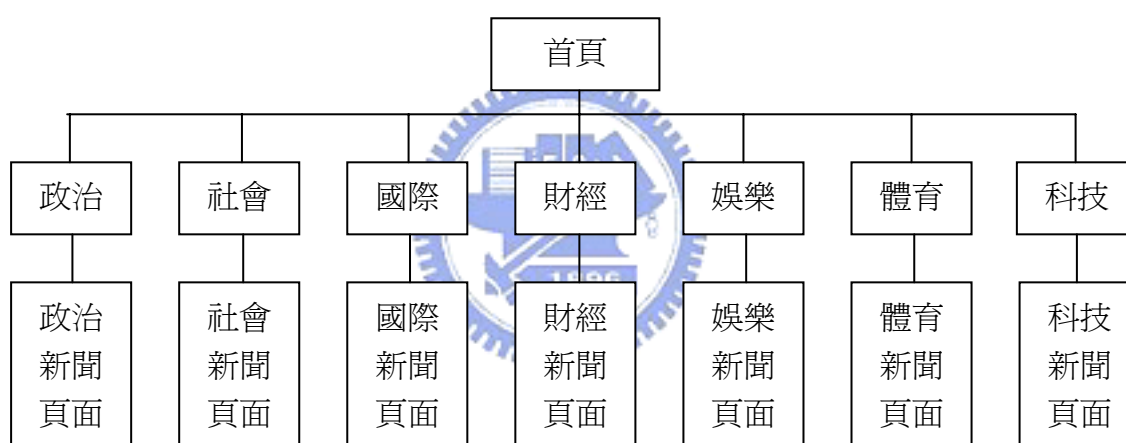 首頁
政治 社會 國際 財經 娛樂 體育 科技
政治 社會 國際 財經 娛樂 體育 科技
新聞 新聞 新聞 新聞 新聞 新聞 新聞
頁面 頁面 頁面 頁面 頁面 頁面 頁面
1896